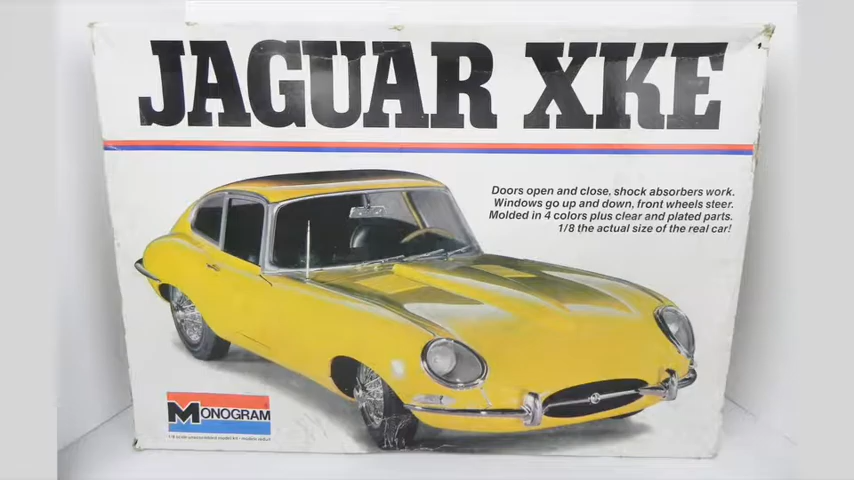 JAGUAR XKE
Doors open and close, shock absorbers work.
Windows go up and down, front wheels steer.
Molded in 4 colors plus clear and plated parts.
1/8 the actual size of the real car!
MONOGRAM